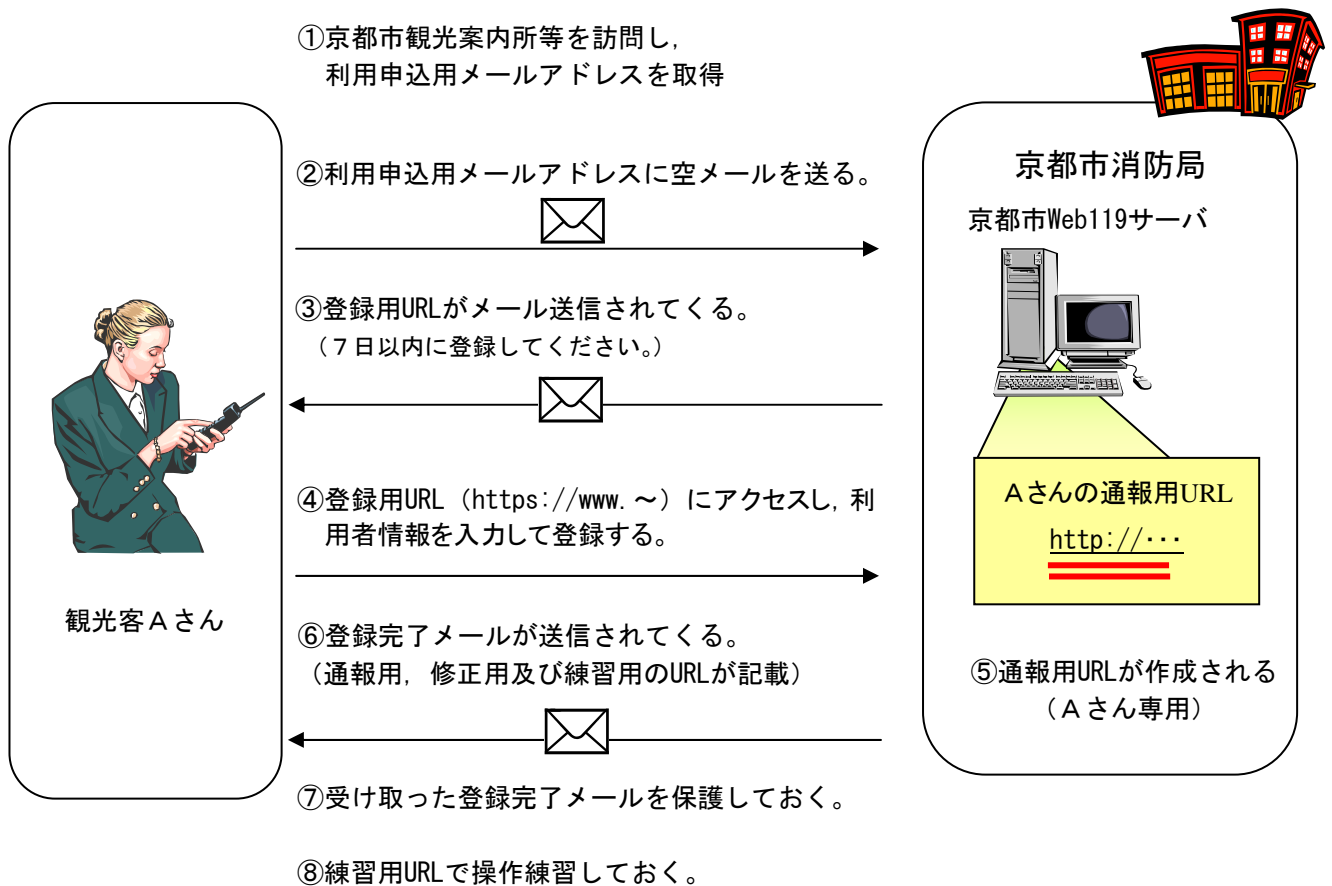 ①京都市観光案内所等を訪問し,
利用申込用メールアドレスを取得
②利用申込用メールアドレスに空メールを送る。
③登録用URLがメール送信されてくる。
（７日以内に登録してください。）
④登録用URL（https://www.～）にアクセスし,利
用者情報を入力して登録する。
⑥登録完了メールが送信されてくる。
（通報用, 修正用及び練習用のURLが記載）
⑦受け取った登録完了メールを保護しておく。
⑧練習用URLで操作練習しておく。
観光客Ａさん
京都市消防局
京都市Web119サーバ
Ａさんの通報用URL
http://･･･
⑤通報用URLが作成される
（Ａさん専用）